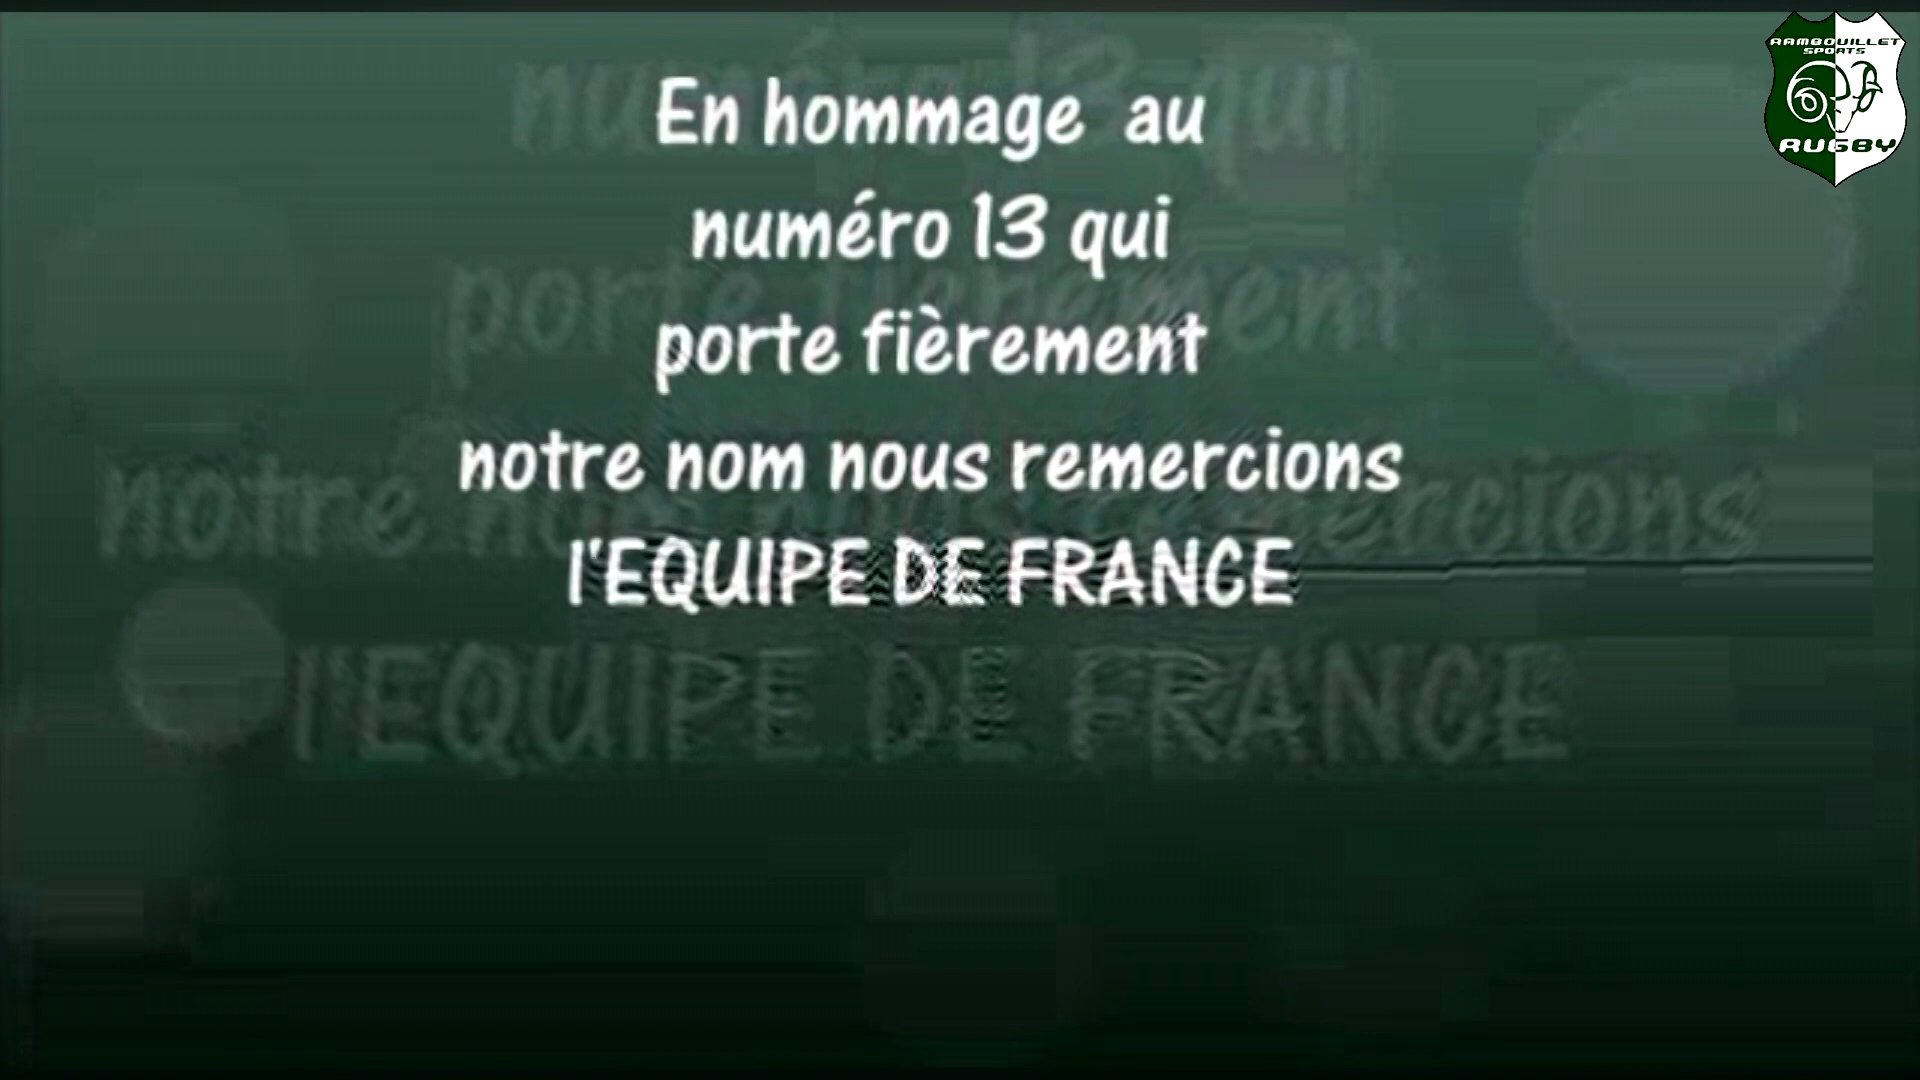 En hommage au
numéro 13 qui
porte fièrement
notre nom nous remercions
l'EQUIPE DE FRANCE
RAMBOUILLET
SPORTS
RUGBY